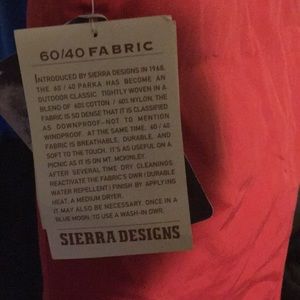 60/40 FABRIC
INTRODUCED BY SIERRA DESIGNS IN 1968,
THE 60 / 40 PARKA HAS BECOME AN
OUTDOOR CLASSIC TIGHTLY WOVEN IN A
BLEND OF 60% COTTON / 40% NYLON, THE
FABRIC IS SO DENSE THAT IT IS CLASSIFIED
AS DOWNPROOF–NOT TO MENTION
WINDPROOF. AT THE SAME TIME, 60/40
FABRIC IS BREATHABLE, DURABLE, AND
SOFT TO THE TOUCH. IT'S AS USEFUL ON A
PICNIC AS IT IS ON MT. MCKINLEY.
AFTER SEVERAL TIME DRY CLEANINGS
REACTIVATE THE FABRIC'S DWR (DURABLE
WATER REPELLENT) FINISH BY APPLYING
HEAT, A MEDIUM DRYER.
IT MAY ALSO BE NECESSARY, ONCE IN A
BLUE MOON, TO USE A WASH-IN DWR.
SIERRA DESIGNS